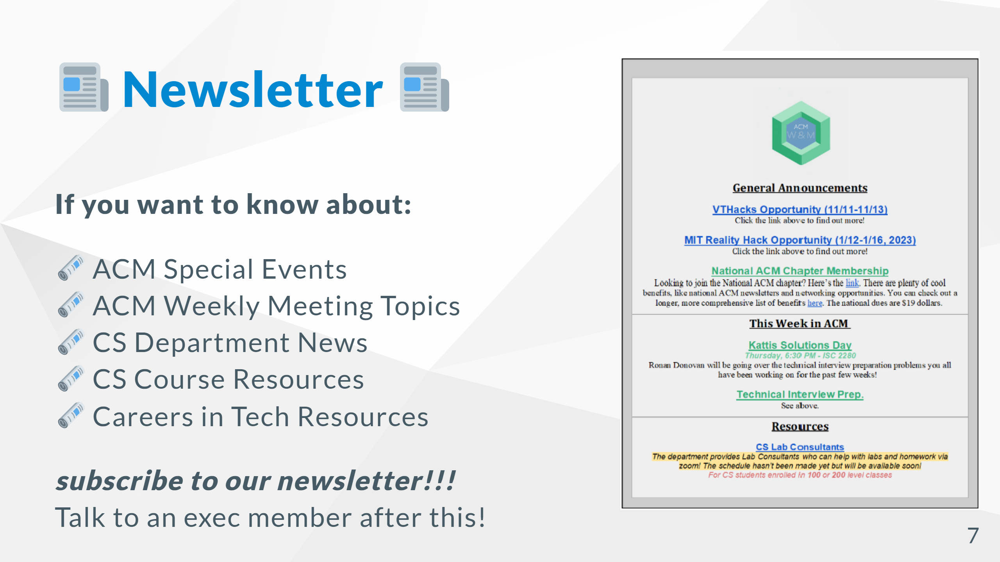 Newsletter
If you want to know about:
ACM Special Events
ACM Weekly Meeting Topics
CS Department News
CS Course Resources
Careers in Tech Resources
subscribe to our newsletter!!!
Talk to an exec member after this!
ACM
W&M
General Announcements
VTHacks Opportunity (11/11-11/13)
Click the link above to find out more!
MIT Reality Hack Opportunity (1/12-1/16, 2023)
Click the link above to find out more!
National ACM Chapter Membership
Looking to join the National ACM chapter? Here's the link. There are plenty of cool
benefits, like national ACM newsletters and networking opportunities. You can check out a
longer, more comprehensive list of benefits here. The national dues are $19 dollars.
This Week in ACM
Kattis Solutions Day
Thursday, 6:30 PM - ISC 2280
Ronan Donovan will be going over the technical interview preparation problems you all
have been working on for the past few weeks!
Technical Interview Prep.
See above.
Resources
CS Lab Consultants
The department provides Lab Consultants who can help with labs and homework via
zoom! The schedule hasn't been made yet but will be available soon!
For CS students enrolled in 100 or 200 level classes
7